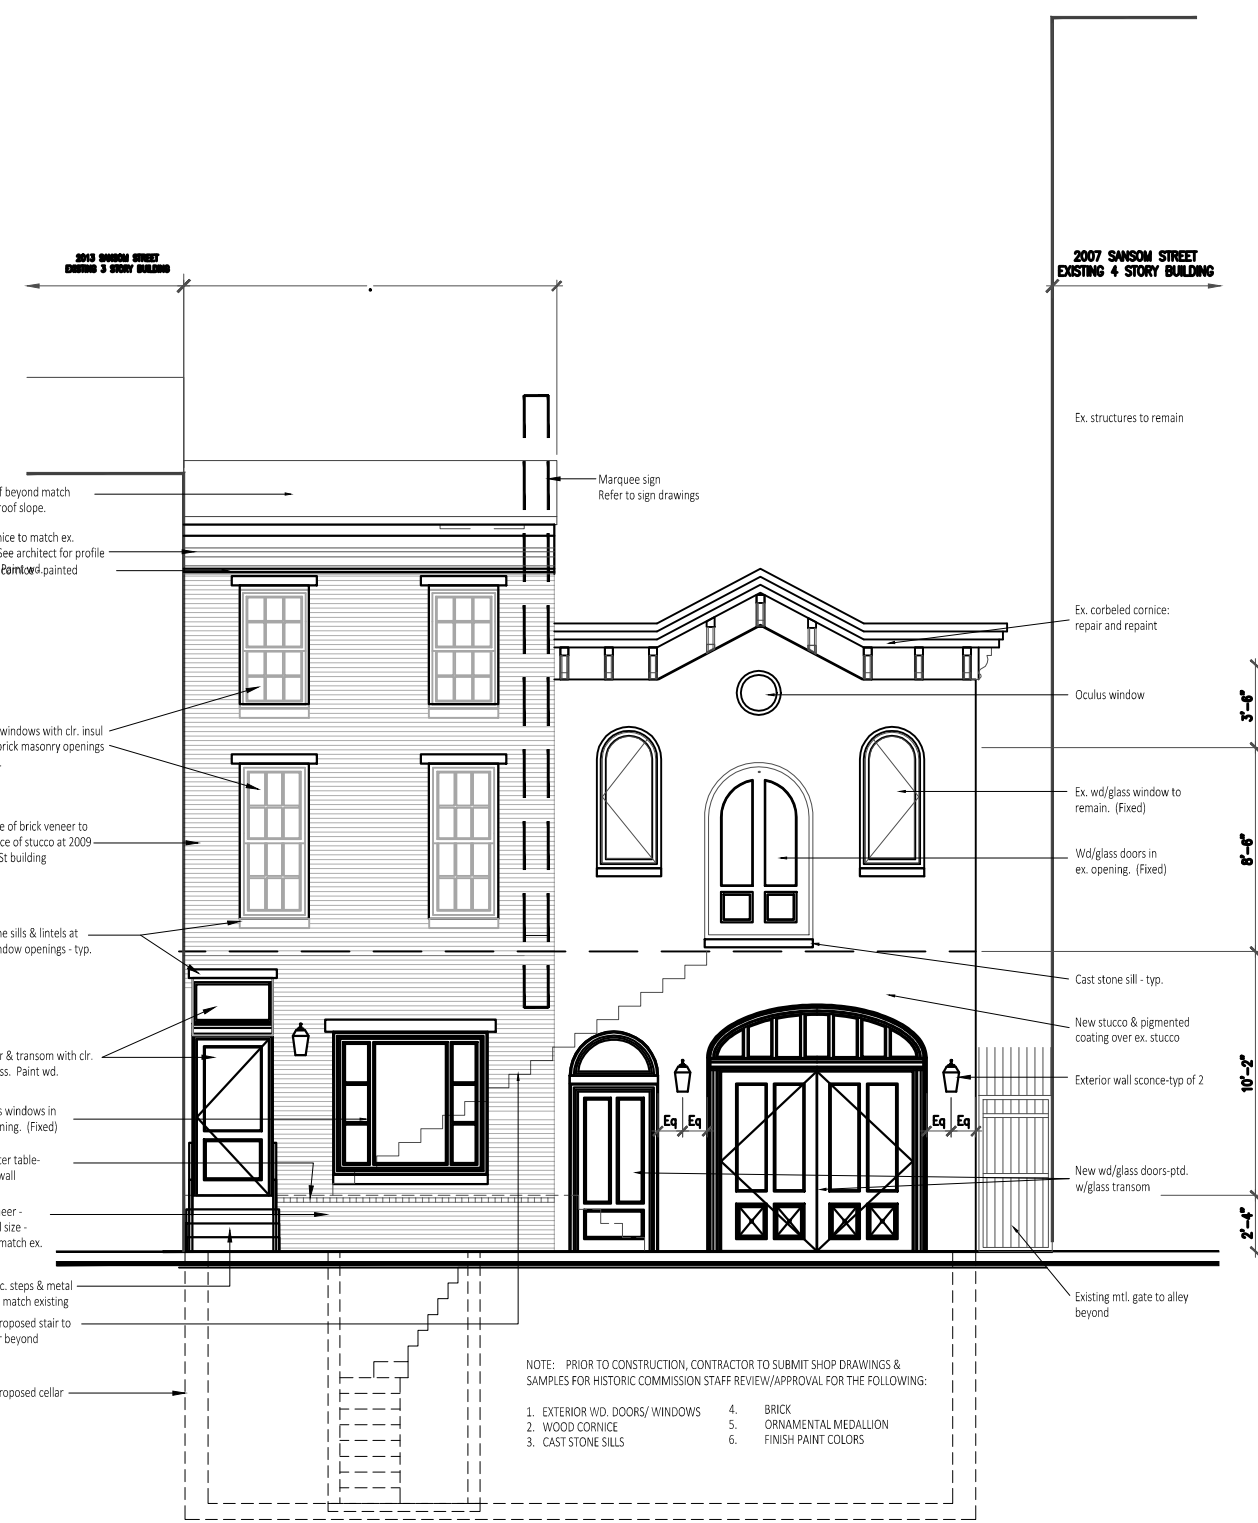 2013 SANSOM STREET
EXISTING 3 STORY BUILDING
2007 SANSOM STREET
EXISTING 4 STORY BUILDING
Ex. structures to remain
Marquee sign
Refer to sign drawings
f beyond match
roof slope.
nice to match ex.
See architect for profile
Paint wd.
cornice - painted
Ex. corbeled cornice:
repair and repaint
Oculus window
3'-6"
windows with clr. insul
brick masonry openings
Ex. wd/glass window to
remain. (Fixed)
8'-6"
e of brick veneer to
ce of stucco at 2009
St building
Wd/glass doors in
ex. opening. (Fixed)
ne sills & lintels at
ndow openings - typ.
Cast stone sill - typ.
New stucco & pigmented
coating over ex. stucco
r & transom with clr.
ss. Paint wd.
Exterior wall sconce-typ of 2
10'-2"
s windows in
ning. (Fixed)
Eq Eq
Eq Eq
ter table-
wall
New wd/glass doors-ptd.
w/glass transom
eer -
l size -
match ex.
2'-4"
c. steps & metal
match existing
Existing mtl. gate to alley
beyond
roposed stair to
r beyond
roposed cellar
NOTE: PRIOR TO CONSTRUCTION, CONTRACTOR TO SUBMIT SHOP DRAWINGS &
SAMPLES FOR HISTORIC COMMISSION STAFF REVIEW/APPROVAL FOR THE FOLLOWING:
1. EXTERIOR WD. DOORS/ WINDOWS
2. WOOD CORNICE
3. CAST STONE SILLS
4. BRICK
5. ORNAMENTAL MEDALLION
6. FINISH PAINT COLORS